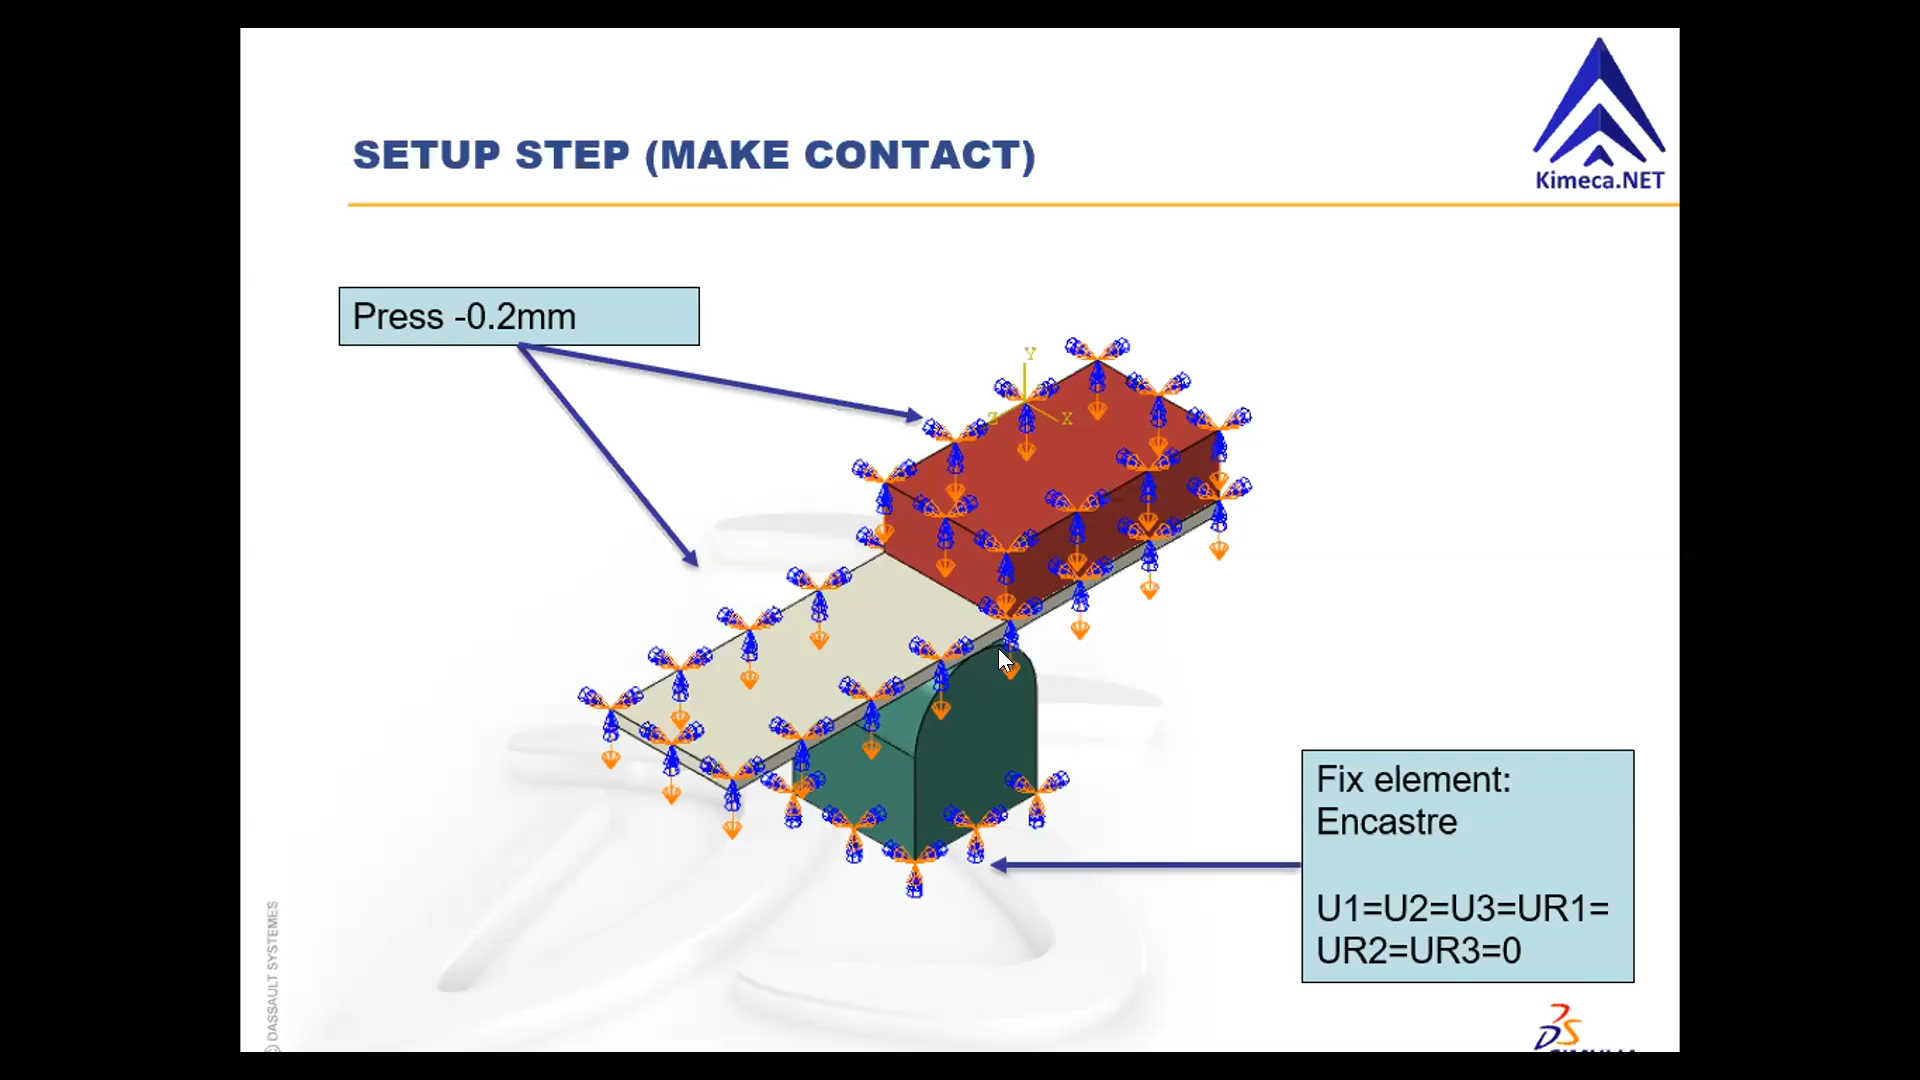 SETUP STEP (MAKE CONTACT)
Kimeca.NET
Press -0.2mm
Y
Z
X
Fix element:
Encastre
U1=U2=U3=UR1=
UR2=UR3=0
© DASSAULT SYSTEMES